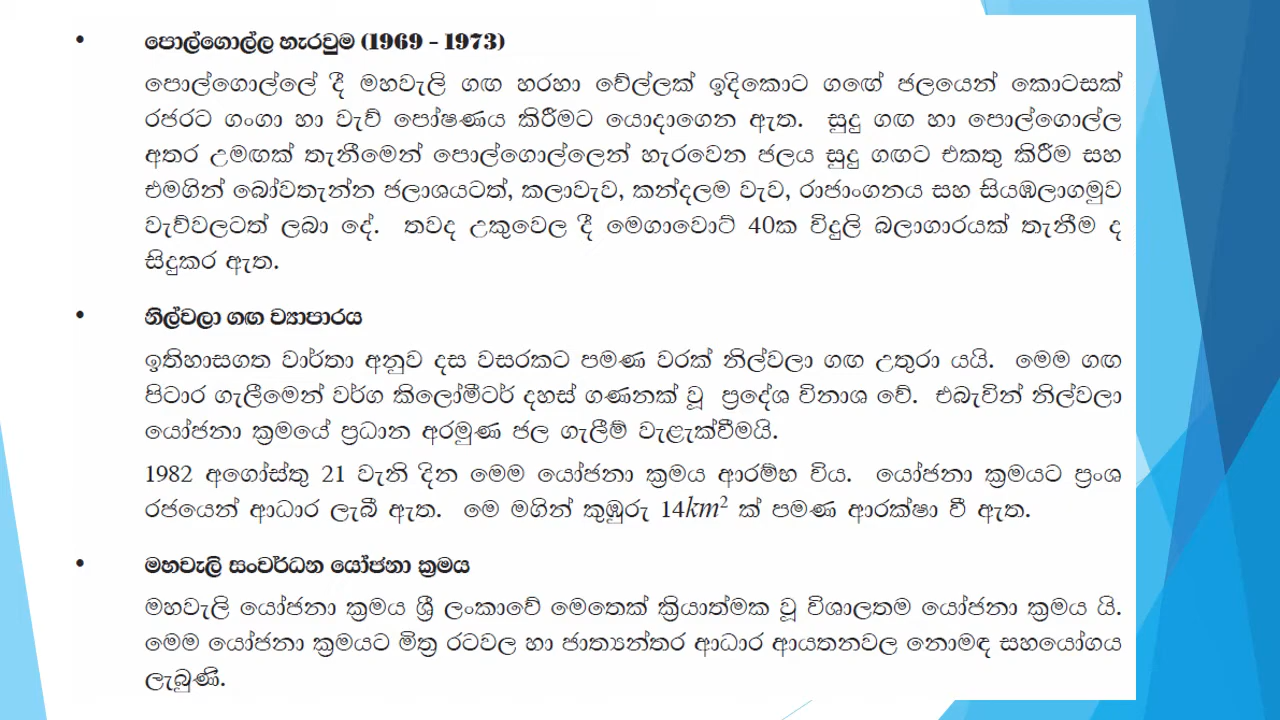 • පොල්ගොල්ල හැරවුම (1969 - 1973)
පොල්ගොල්ලේ දී මහවැලි ගඟ හරහා වේල්ලක් ඉදිකොට ගඟේ ජලයෙන් කොටසක්
රජරට ගංගා හා වැව් පෝෂණය කිරීමට යොදාගෙන ඇත. සුදු ගඟ හා පොල්ගොල්ල
අතර උමඟක් තැනීමෙන් පොල්ගොල්ලෙන් හැරවෙන ජලය සුදු ගඟට එකතු කිරීම සහ
එමගින් බෝවතැන්න ජලාශයටත්, කලාවැව, කන්දලම වැව, රාජාංගනය සහ සියඹලාගමුව
වැව්වලටත් ලබා දේ. තවද උකුවෙල දී මෙගාවොට් 40ක විදුලි බලාගාරයක් තැනීම ද
සිදුකර ඇත.
• නිල්වලා ගඟ ව්‍යාපාරය
ඉතිහාසගත වාර්තා අනුව දස වසරකට පමණ වරක් නිල්වලා ගඟ උතුරා යයි. මෙම ගඟ
පිටාර ගැලීමෙන් වර්ග කිලෝමීටර් දහස් ගණනක් වූ ප්‍රදේශ විනාශ වේ. එබැවින් නිල්වලා
යෝජනා ක්‍රමයේ ප්‍රධාන අරමුණ ජල ගැලීම් වැළැක්වීමයි.
1982 අගෝස්තු 21 වැනි දින මෙම යෝජනා ක්‍රමය ආරම්භ විය. යෝජනා ක්‍රමයට ප්‍රංශ
රජයෙන් ආධාර ලැබී ඇත. මේ මගින් කුඹුරු 14km² ක් පමණ ආරක්ෂා වී ඇත.
• මහවැලි සංවර්ධන යෝජනා ක්‍රමය
මහවැලි යෝජනා ක්‍රමය ශ්‍රී ලංකාවේ මෙතෙක් ක්‍රියාත්මක වූ විශාලතම යෝජනා ක්‍රමය යි.
මෙම යෝජනා ක්‍රමයට මිත්‍ර රටවල හා ජාත්‍යන්තර ආධාර ආයතනවල නොමඳ සහයෝගය
ලැබුණි.